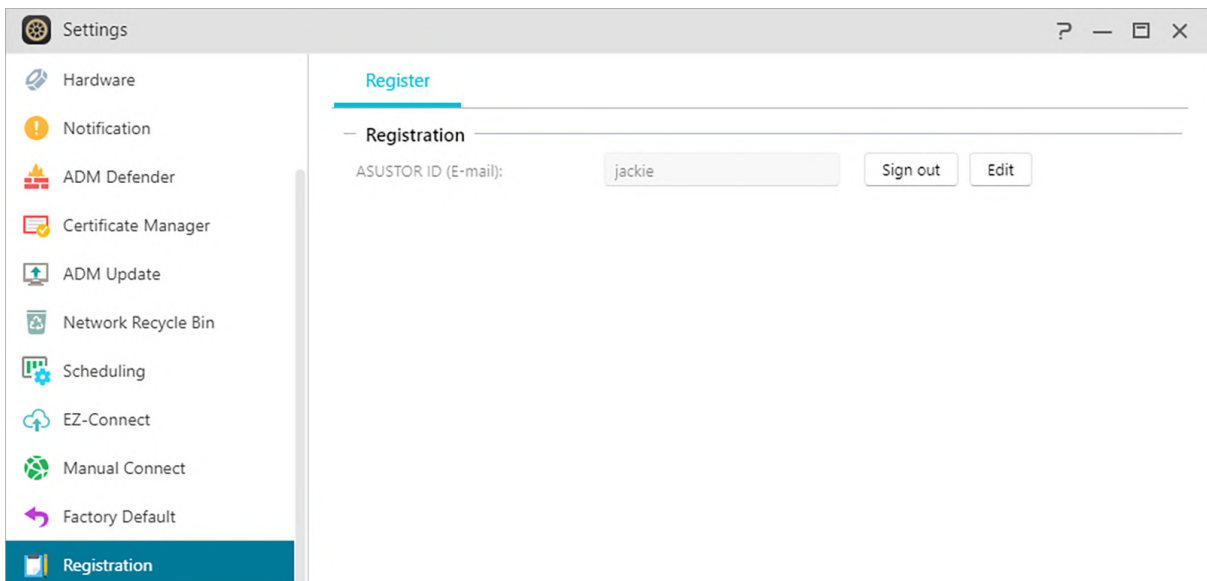 Settings
Hardware
Notification
ADM Defender
Certificate Manager
ADM Update
Network Recycle Bin
Scheduling
EZ-Connect
Manual Connect
Factory Default
Registration
Register
Registration
ASUSTOR ID (E-mail): jackie Sign out Edit